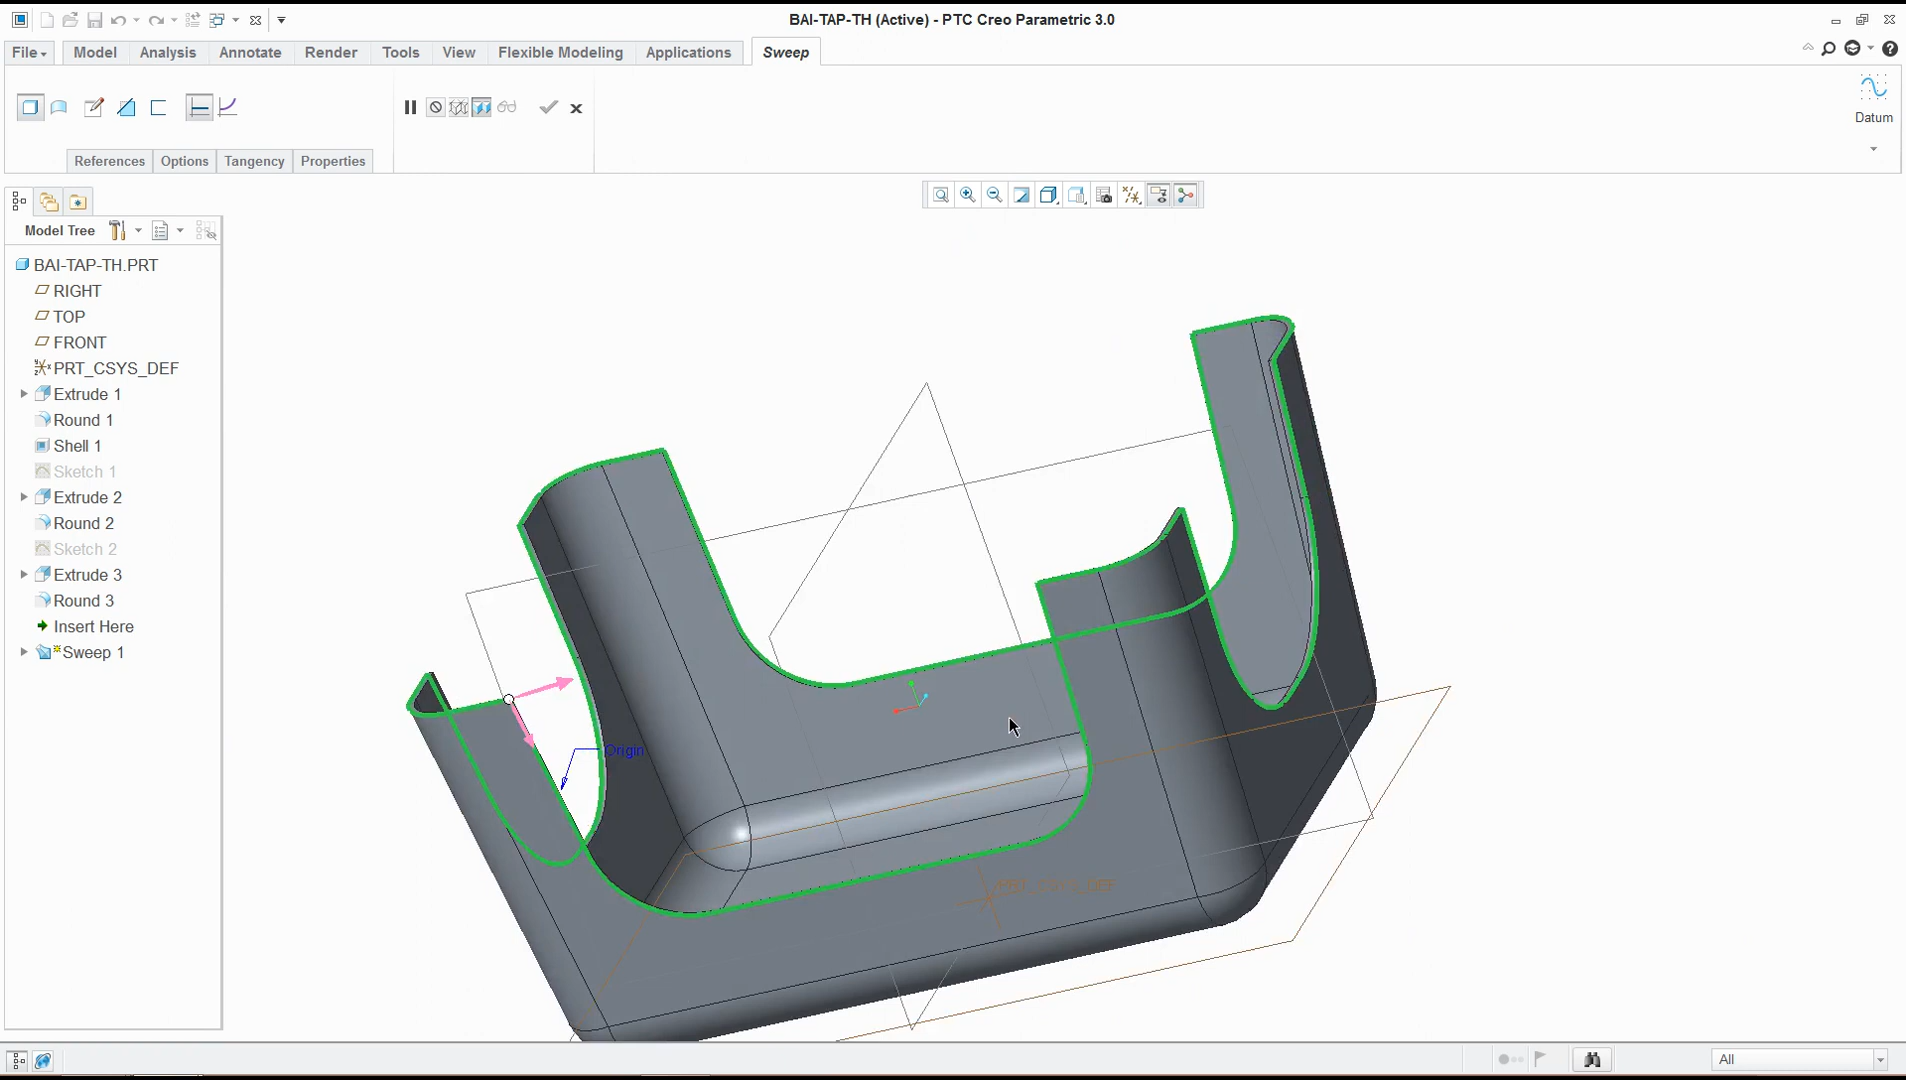 BAI-TAP-TH (Active) - PTC Creo Parametric 3.0
File Model Analysis Annotate Render Tools View Flexible Modeling Applications Sweep
Datum
References Options Tangency Properties
Model Tree
BAI-TAP-TH.PRT
RIGHT
TOP
FRONT
PRT_CSYS_DEF
Extrude 1
Round 1
Shell 1
Sketch 1
Extrude 2
Round 2
Sketch 2
Extrude 3
Round 3
Insert Here
Sweep 1
Origin
PRT_CSYS_DEF
All